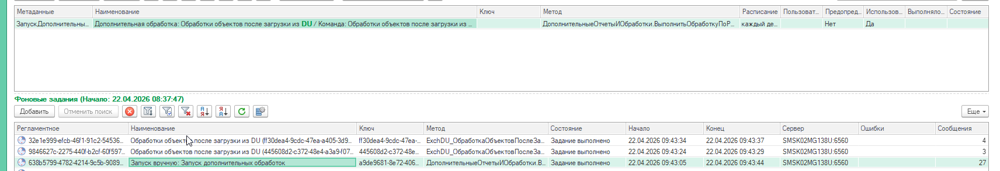 Метаданные Наименование Ключ Метод Расписание Пользоват... Предопред... Использов... Выполняло... Состояние
ЗапускДополнительны... Дополнительная обработка: Обработки объектов после загрузки из DU / Команда: Обработки объектов после загрузки из ... ДополнительныеОтчетыИОбработки.ВыполнитьОбработкуПоР... каждый де... Нет Да
Фоновые задания (Начало: 22.04.2026 08:37:47)
Добавить Отменить поиск Еще
Регламентное Наименование Ключ Метод Состояние Начало Конец Сервер Ошибки Сообщения
32e1e999-efcb-46f1-91c2-54536... Обработки объекто после загрузки из DU (ff30dea4-9cdc-47ea-a405-3d9... ff30dea4-9cdc-47ea-... ExchDU_ОбработкаОбъектовПослеЗа... Задание выполнено 22.04.2026 09:43:34 22.04.2026 09:43:37 SMSK02MG138U:6560 4
9846627c-2275-440f-b2cf-60f597... Обработки объектов после загрузки из DU (445608d2-c372-48e4-a3a9-f07... 445608d2-c372-48e... ExchDU_ОбработкаОбъектовПослеЗа... Задание выполнено 22.04.2026 09:43:24 22.04.2026 09:43:29 SMSK02MG138U:6560 3
638b5799-4782-4214-9c5b-9089... Запуск вручную: Запуск дополнительных обработок a9de9681-8e72-406... ДополнительныеОтчетыИОбработки.В... Задание выполнено 22.04.2026 09:43:05 22.04.2026 09:43:44 SMSK02MG138U:6560 27